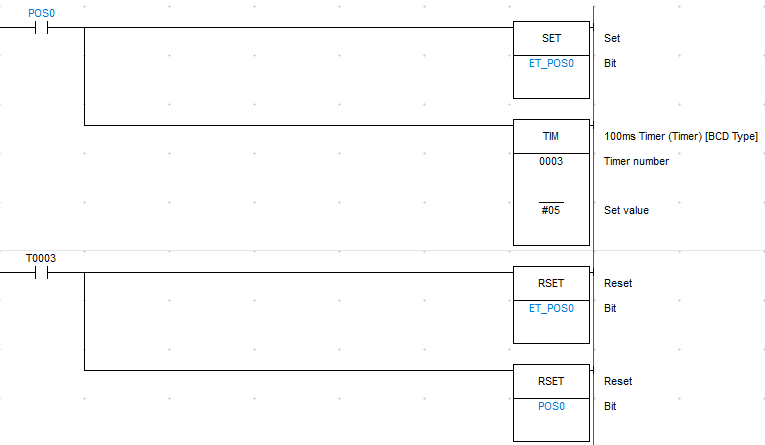 POS0
SET Set
ET_POS0 Bit
TIM 100ms Timer (Timer) [BCD Type]
0003 Timer number
#05 Set value
T0003
RSET Reset
ET_POS0 Bit
RSET Reset
POS0 Bit